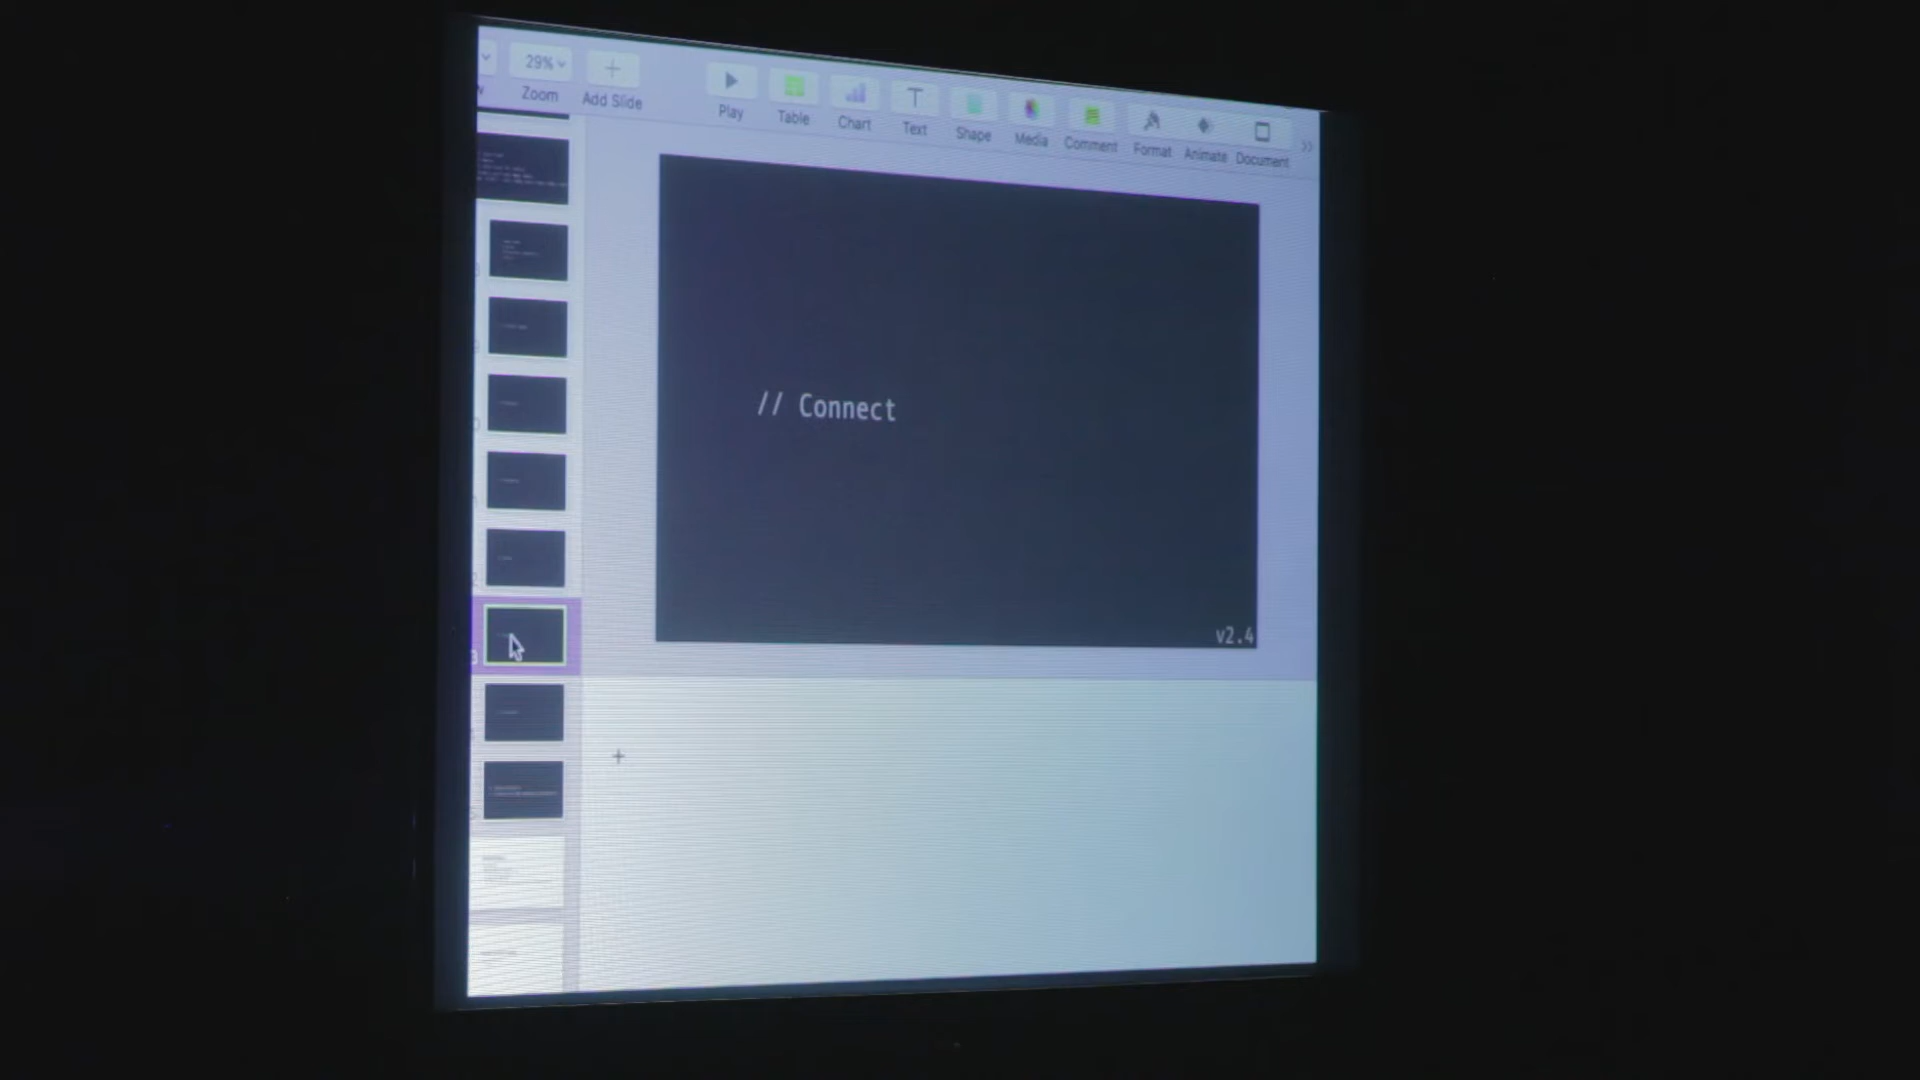 29%
Zoom
Add Slide
Play
Table
Chart
Text
Shape
Media
Comment
Format
Animate
Document
// Connect
v2.4